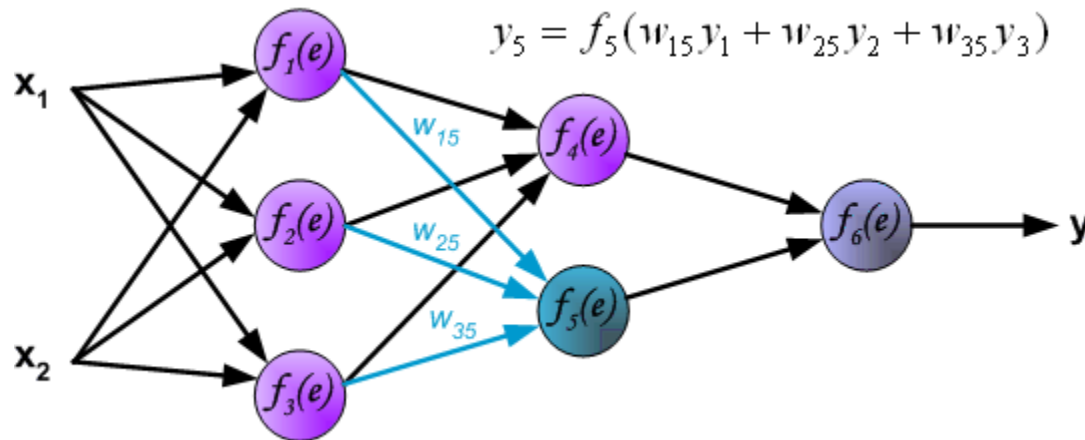 y₅ = f₅(w₁₅y₁ + w₂₅y₂ + w₃₅y₃)
f₁(e)
x₁
w₁₅
f₄(e)
f₂(e)
w₂₅
f₆(e)
y
f₅(e)
w₃₅
x₂
f₃(e)